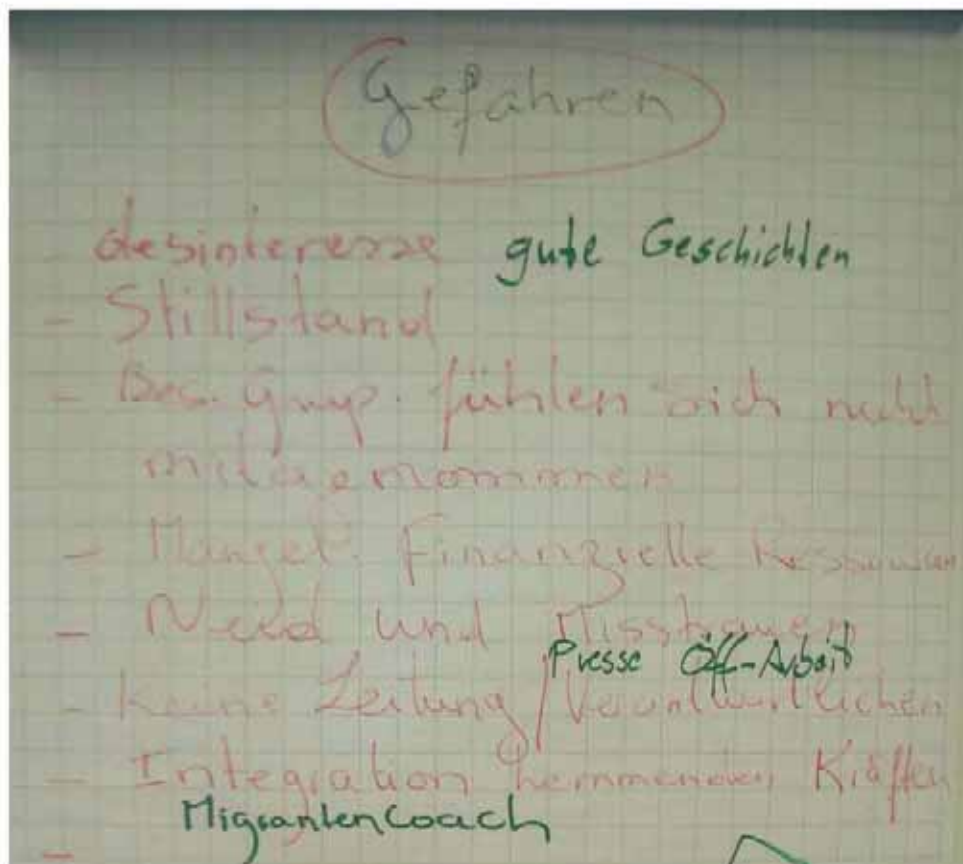 Gefahren
desinteresse gute Geschichten
- Stillstand
- Bes. Grup. fühlen sich nicht
mitgenommen
- Mangel. Finanzielle Ressourcen
- Neid und Misstrauen
Presse Öff-Arbeit
- Keine Zeitung / Verantwortlichen
- Integration hemmenden Kräften
MigrantenCoach
-